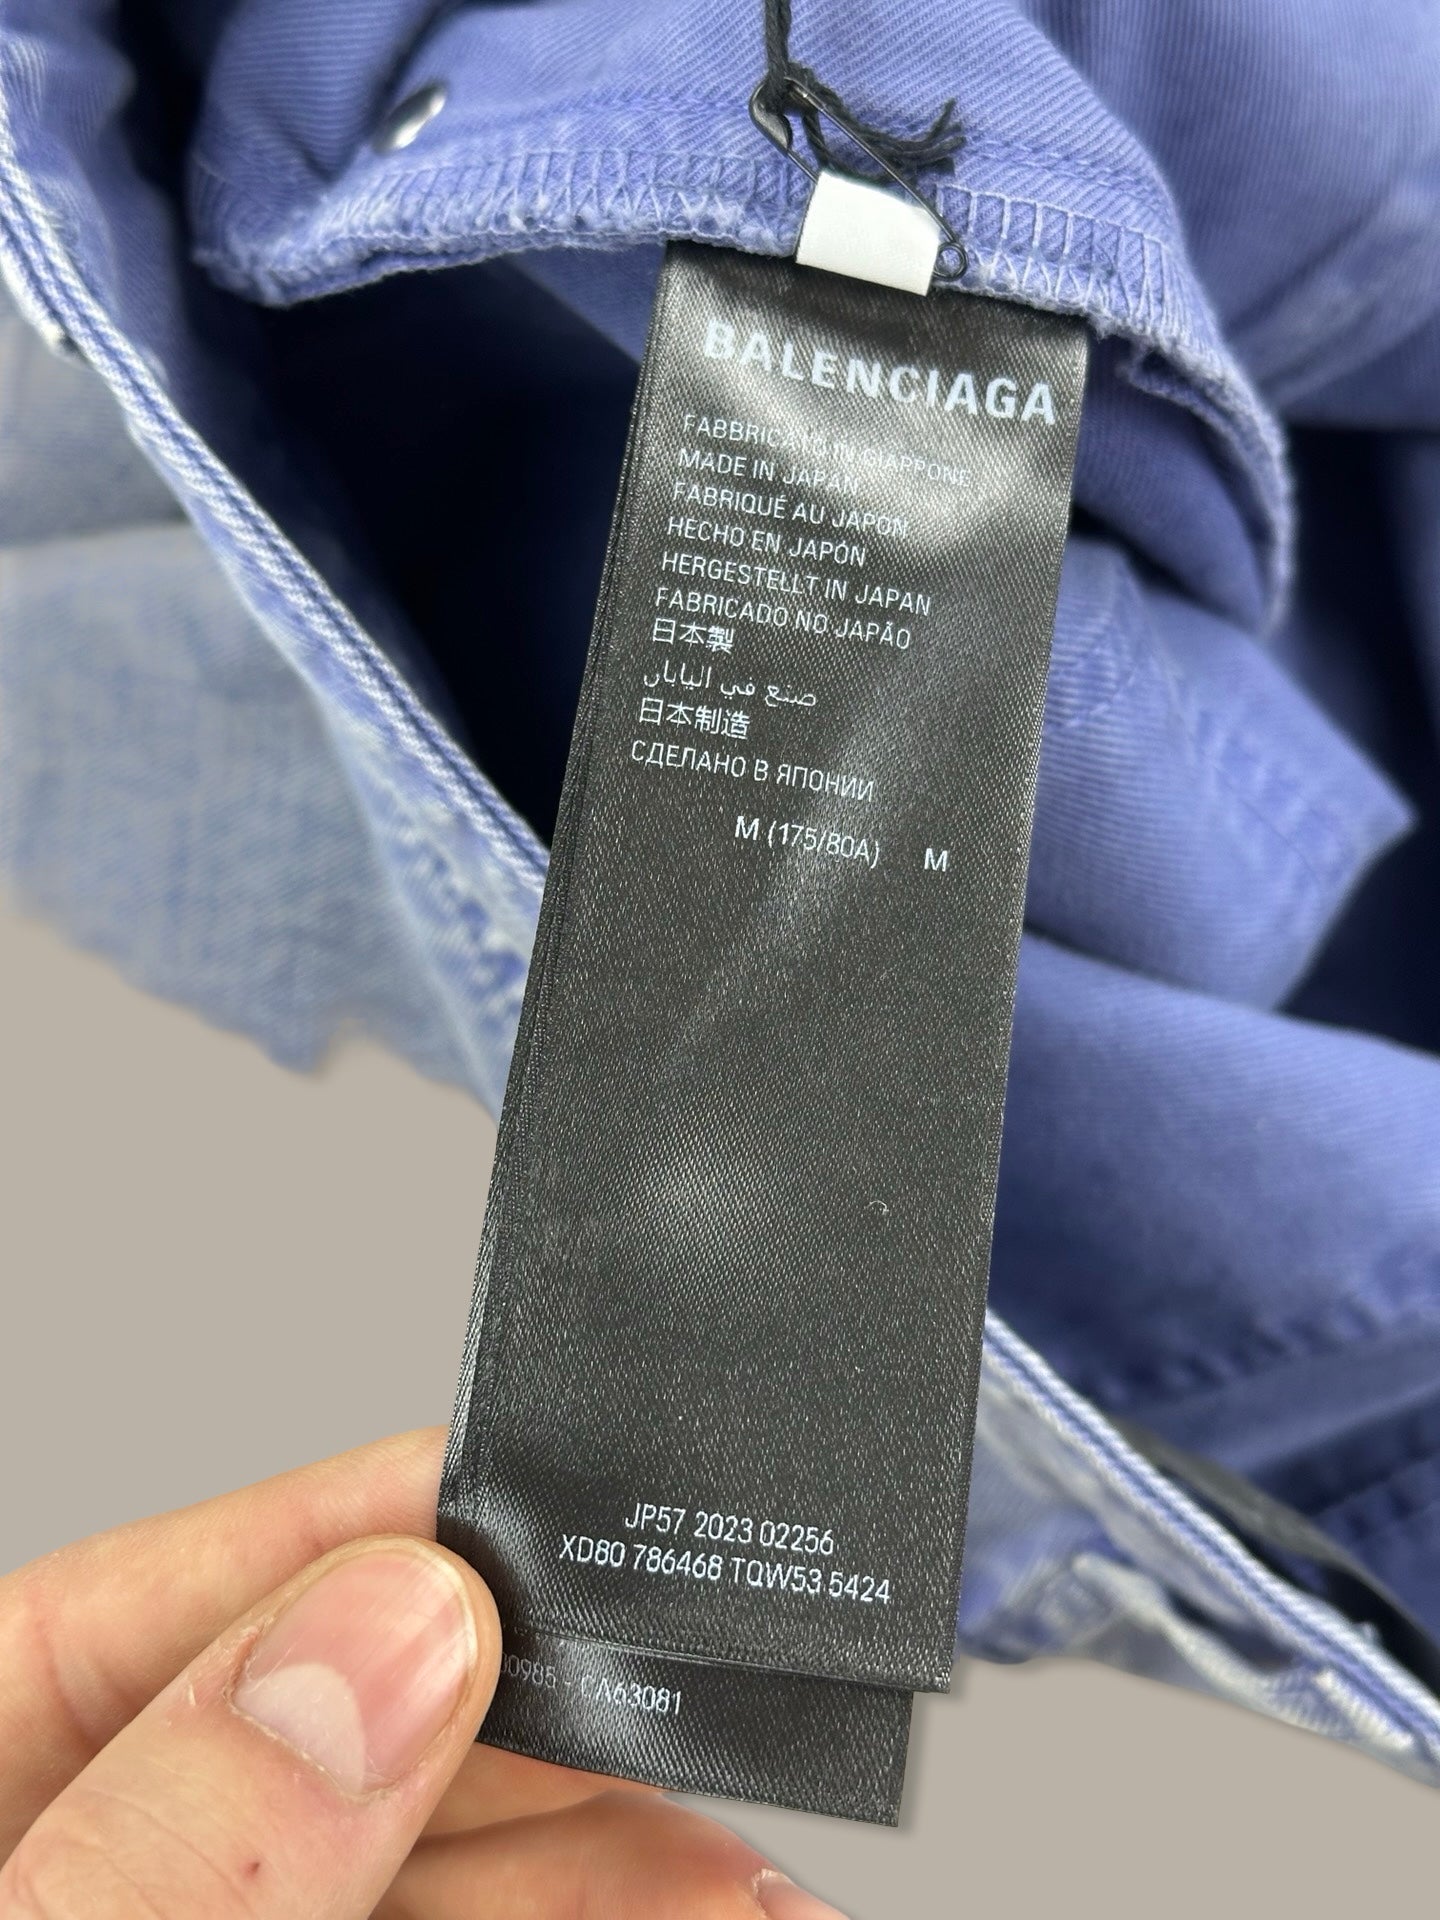 BALENCIAGA
FABBRICATO IN GIAPPONE
MADE IN JAPAN
FABRIQUÉ AU JAPON
HECHO EN JAPÓN
HERGESTELLT IN JAPAN
FABRICADO NO JAPÃO
日本製
صنع في اليابان
日本制造
СДЕЛАНО В ЯПОНИИ
M (175/80A) M
JP57 2023 02256
XD80 786468 TQW53 5424
CA63081